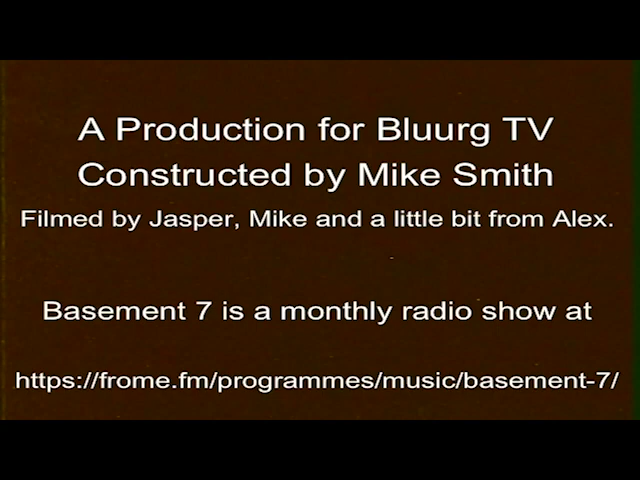 A Production for Bluurg TV
Constructed by Mike Smith
Filmed by Jasper, Mike and a little bit from Alex.
Basement 7 is a monthly radio show at
https://frome.fm/programmes/music/basement-7/